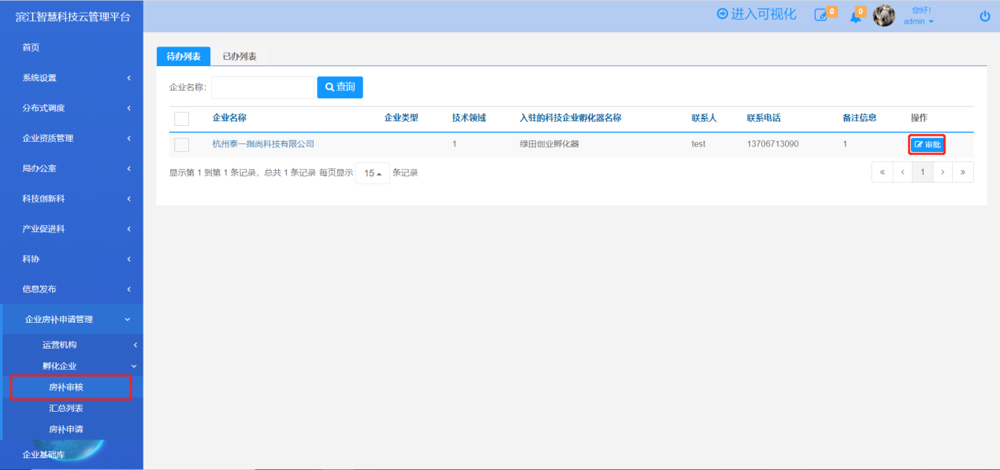 滨江智慧科技云管理平台
进入可视化
0
0
您好!
admin
首页
系统设置
分布式调度
企业资质管理
局办公室
科技创新科
产业促进科
科协
信息发布
企业房补申请管理
运营机构
孵化企业
房补审核
汇总列表
房补申请
企业基础库
待办列表 已办列表
企业名称: 查询
企业名称 企业类型 技术领域 入驻的科技企业孵化器名称 联系人 联系电话 备注信息 操作
杭州泰一指尚科技有限公司 1 绿田创业孵化器 test 13706713090 1 审批
显示第 1 到第 1 条记录，总共 1 条记录 每页显示 15 条记录
« ‹ 1 › »